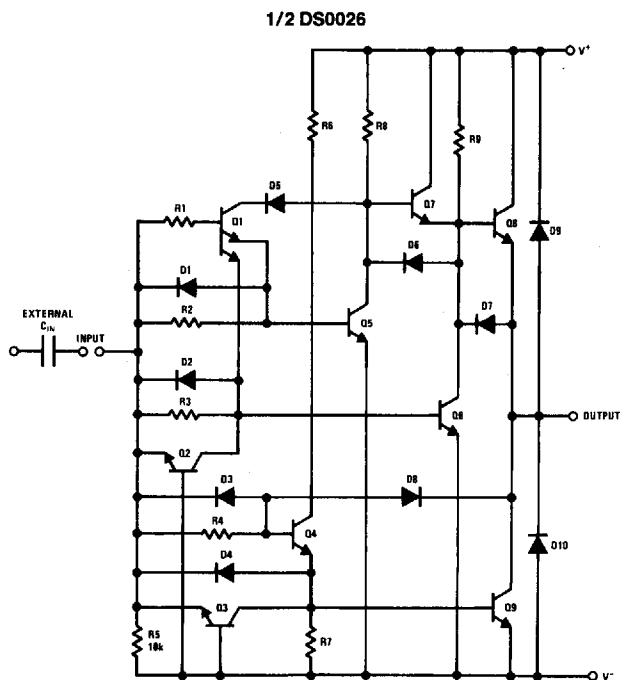 1/2 DS0026
V+
R6
R8
R9
D5
R1
Q1
Q7
Q8
D9
D1
D6
EXTERNAL
CIN
INPUT
R2
Q5
D7
D2
R3
Q6
OUTPUT
Q2
D3
D8
R4
Q4
D10
D4
Q3
Q9
R5
10k
R7
V-